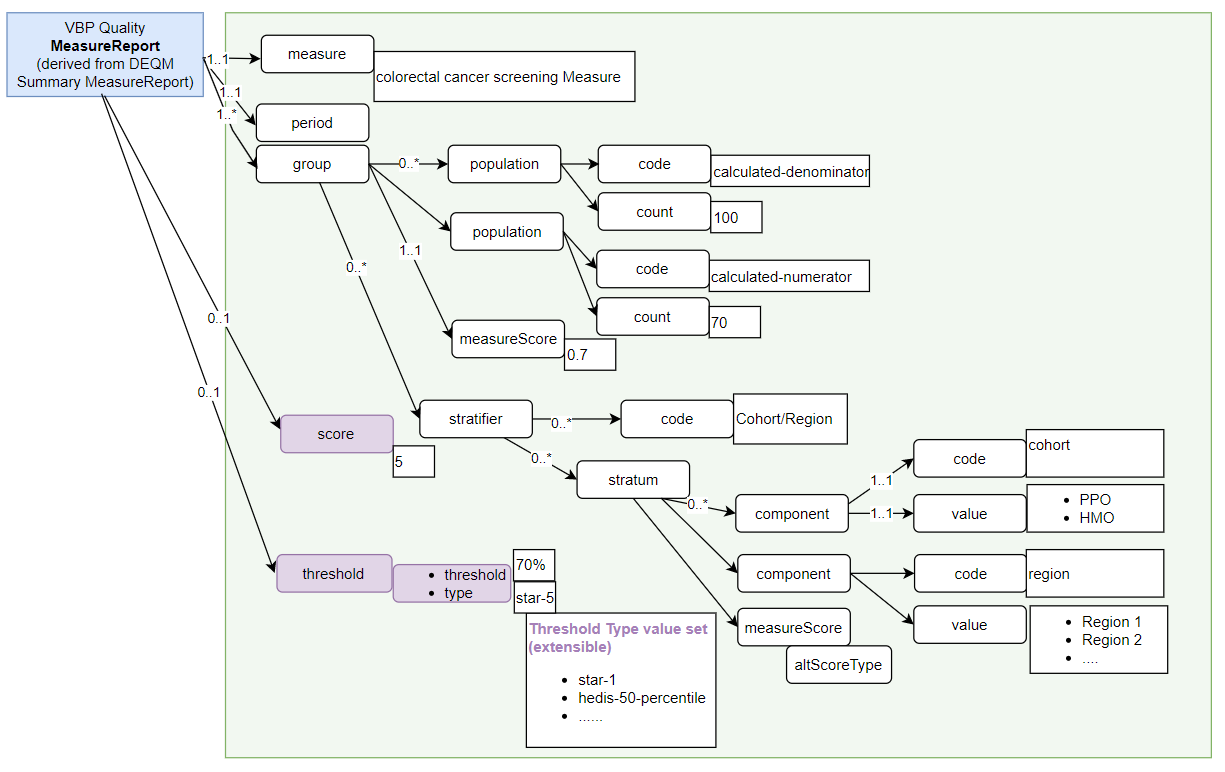 VBP Quality
MeasureReport
(derived from DEQM
Summary MeasureReport)
1..1
measure
colorectal cancer screening Measure
1..1
period
1..*
group
0..*
population
code
calculated-denominator
count
100
population
code
calculated-numerator
count
70
1..1
measureScore
0.7
0..*
0..1
score
5
stratifier
0..*
code
Cohort/Region
0..*
stratum
0..*
component
1..1
code
cohort
1..1
value
• PPO
• HMO
component
code
region
value
• Region 1
• Region 2
• ....
measureScore
altScoreType
0..1
threshold
• threshold
• type
70%
star-5
Threshold Type value set
(extensible)
• star-1
• hedis-50-percentile
• ......